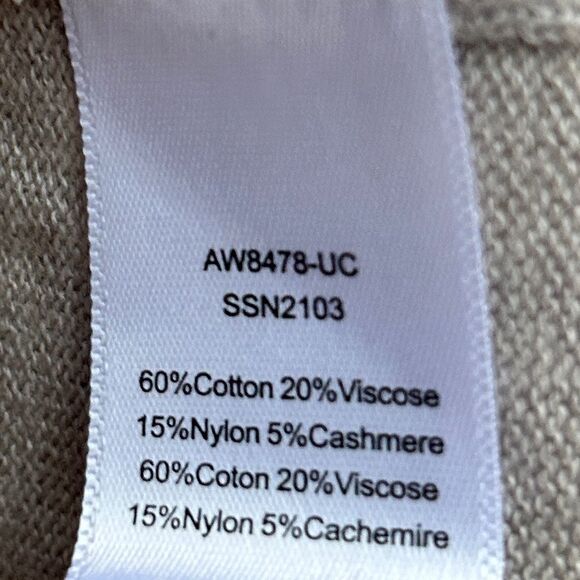 AW8478-UC
SSN2103
60%Cotton 20%Viscose
15%Nylon 5%Cashmere
60%Coton 20%Viscose
15%Nylon 5%Cachemire